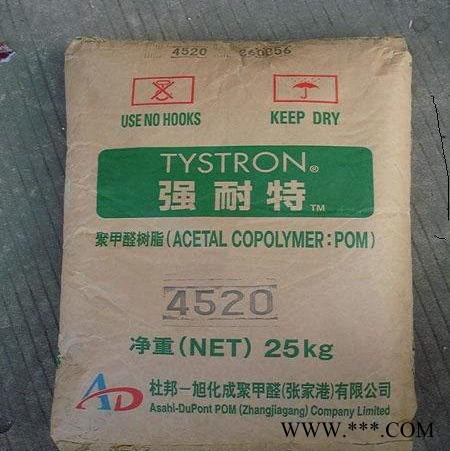 4520 260856
USE NO HOOKS KEEP DRY
TYSTRON®
强耐特™
聚甲醛树脂(ACETAL COPOLYMER:POM)
4520
净重(NET) 25kg
AD 杜邦一旭化成聚甲醛(张家港)有限公司
Asahi-DuPont POM (Zhangjiagang) Company Limited
WWW.***.COM